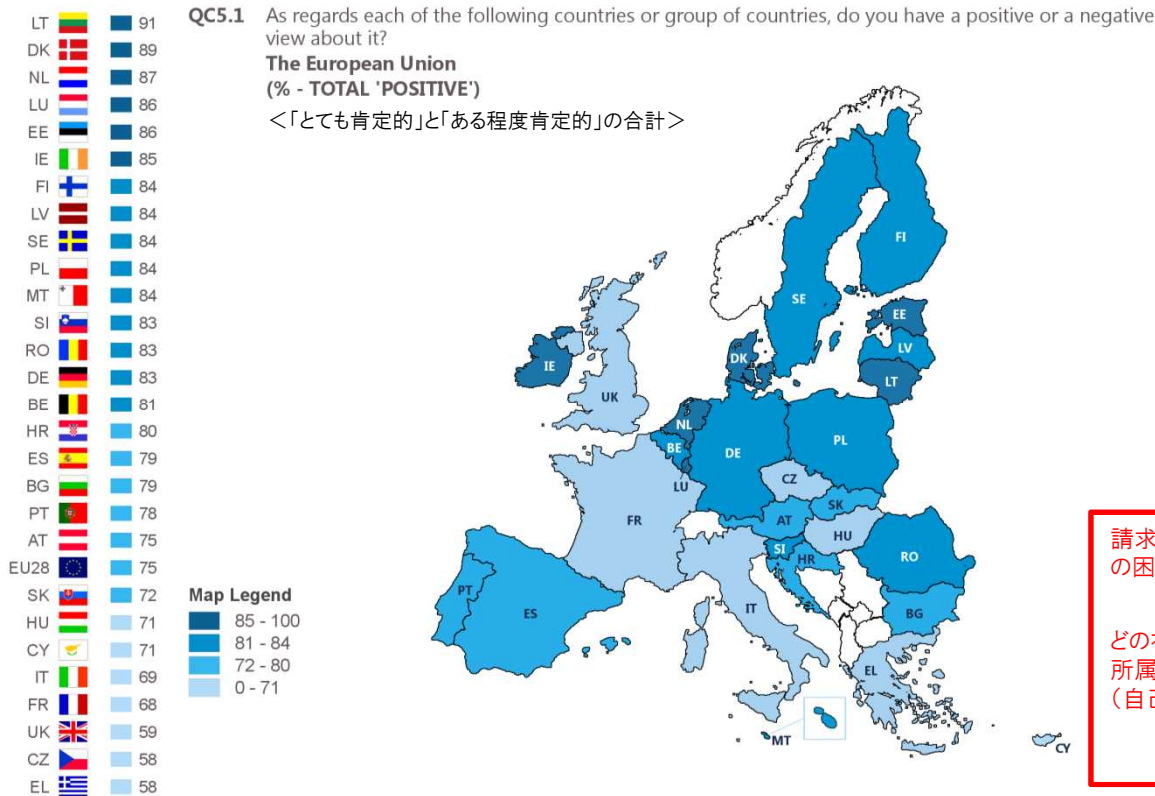 QC5.1 As regards each of the following countries or group of countries, do you have a positive or a negative
view about it?
The European Union
(% - TOTAL 'POSITIVE')
<「とても肯定的」と「ある程度肯定的」の合計>
LT 91
DK 89
NL 87
LU 86
EE 86
IE 85
FI 84
LV 84
SE 84
PL 84
MT 84
SI 83
RO 83
DE 83
BE 81
HR 80
ES 79
BG 79
PT 78
AT 75
EU28 75
SK 72
HU 71
CY 71
IT 69
FR 68
UK 59
CZ 58
EL 58
Map Legend
85 - 100
81 - 84
72 - 80
0 - 71
FI
SE
EE
LV
LT
DK
IE
UK
NL
BE
DE
PL
LU
CZ
SK
FR
AT
HU
SI
HR
RO
PT
ES
IT
BG
EL
MT
CY
請求
の困
所属
（自